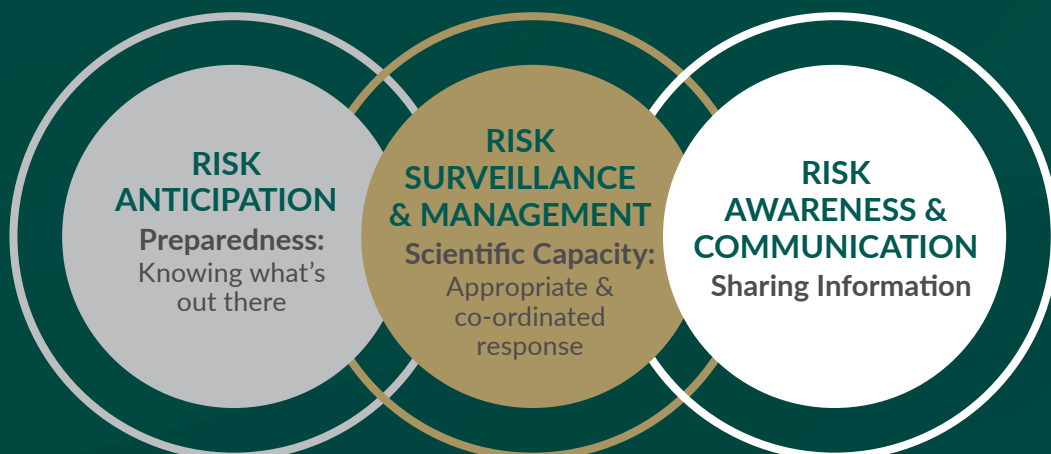 RISK
ANTICIPATION
Preparedness:
Knowing what's
out there
RISK
SURVEILLANCE
& MANAGEMENT
Scientific Capacity:
Appropriate &
co-ordinated
response
RISK
AWARENESS &
COMMUNICATION
Sharing Information